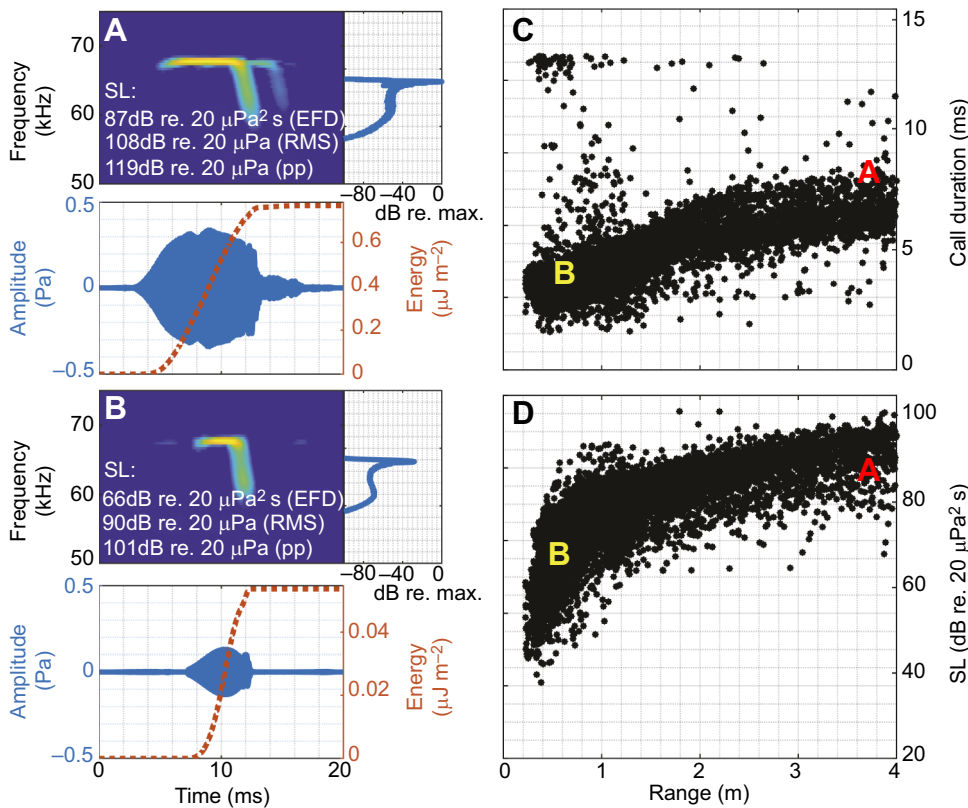 A
75
60
50
Frequency
(kHz)
SL:
87dB re. 20 μPa² s (EFD)
108dB re. 20 μPa (RMS)
119dB re. 20 μPa (pp)
−80 −40 0
dB re. max.
0.5
0
−0.5
Amplitude
(Pa)
0.6
0.4
0.2
0
Energy
(μJ m−2)
B
75
60
50
Frequency
(kHz)
SL:
66dB re. 20 μPa² s (EFD)
90dB re. 20 μPa (RMS)
101dB re. 20 μPa (pp)
−80 −40 0
dB re. max.
0.5
0
−0.5
Amplitude
(Pa)
0.04
0.02
0
Energy
(μJ m−2)
0 10 20
Time (ms)
C
15
10
5
0
Call duration (ms)
A
B
D
100
80
60
40
20
SL (dB re. 20 μPa² s)
A
B
0 1 2 3 4
Range (m)